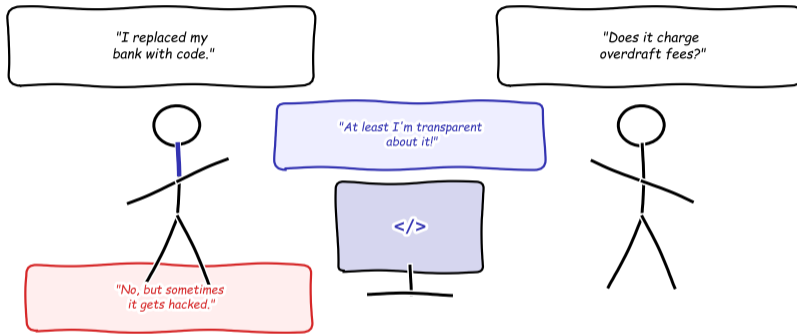 "I replaced my
bank with code."
"Does it charge
overdraft fees?"
"At least I'm transparent
about it!"
</>
"No, but sometimes
it gets hacked."